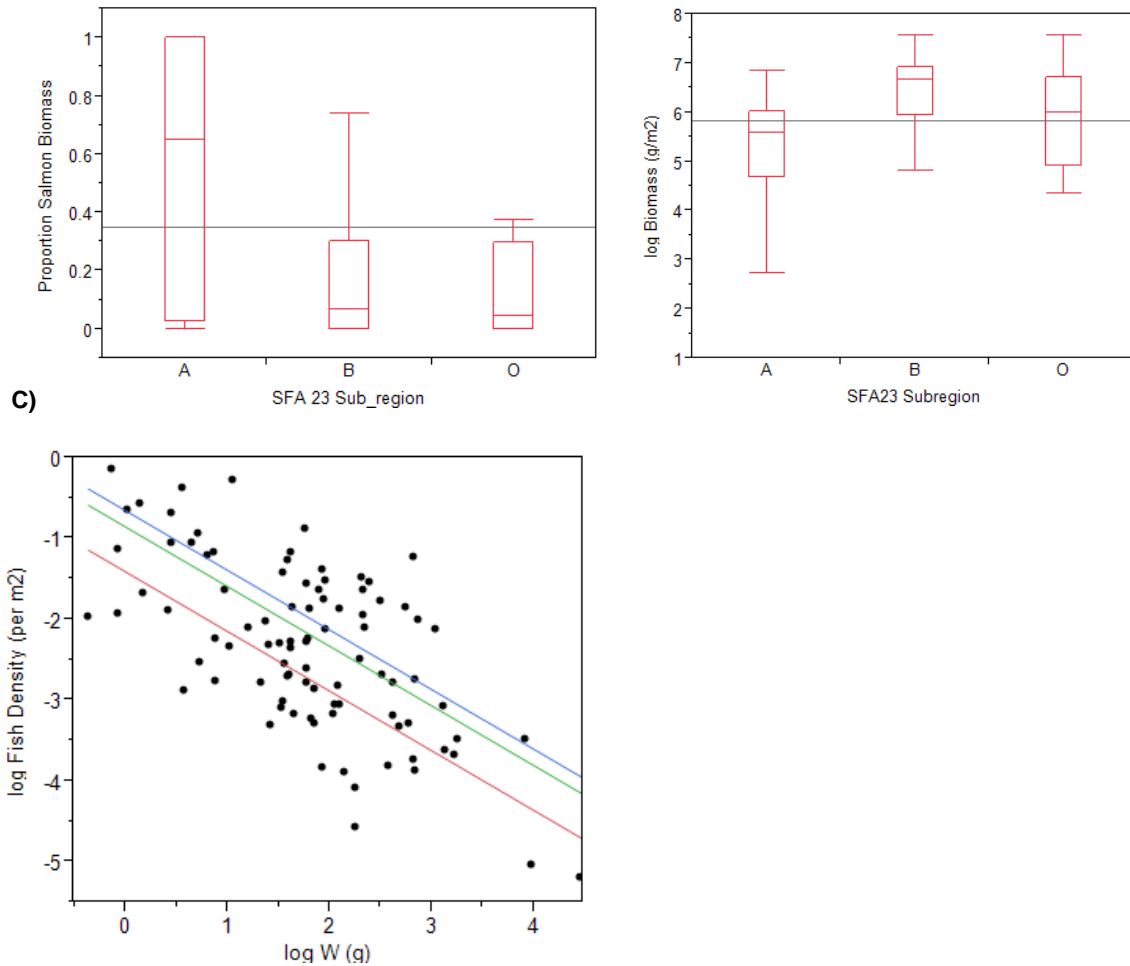 Proportion Salmon Biomass
1
0.8
0.6
0.4
0.2
0
A B O
SFA 23 Sub_region
log Biomass (g/m2)
8
7
6
5
4
3
2
1
A B O
SFA23 Subregion
C)
log Fish Density (per m2)
0
-1
-2
-3
-4
-5
0 1 2 3 4
log W (g)